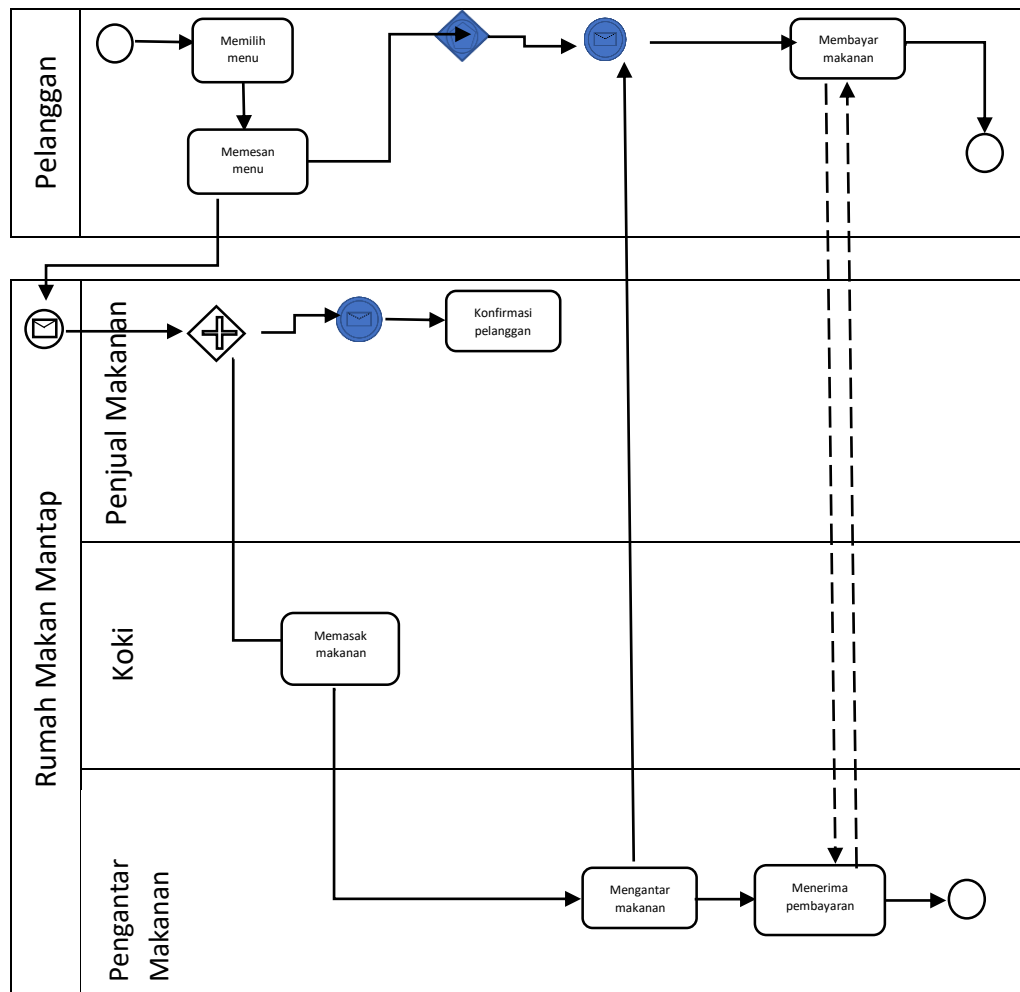 Pelanggan
Memilih
menu
Memesan
menu
Membayar
makanan
Rumah Makan Mantap
Penjual Makanan
Konfirmasi
pelanggan
Koki
Memasak
makanan
Pengantar
Makanan
Mengantar
makanan
Menerima
pembayaran